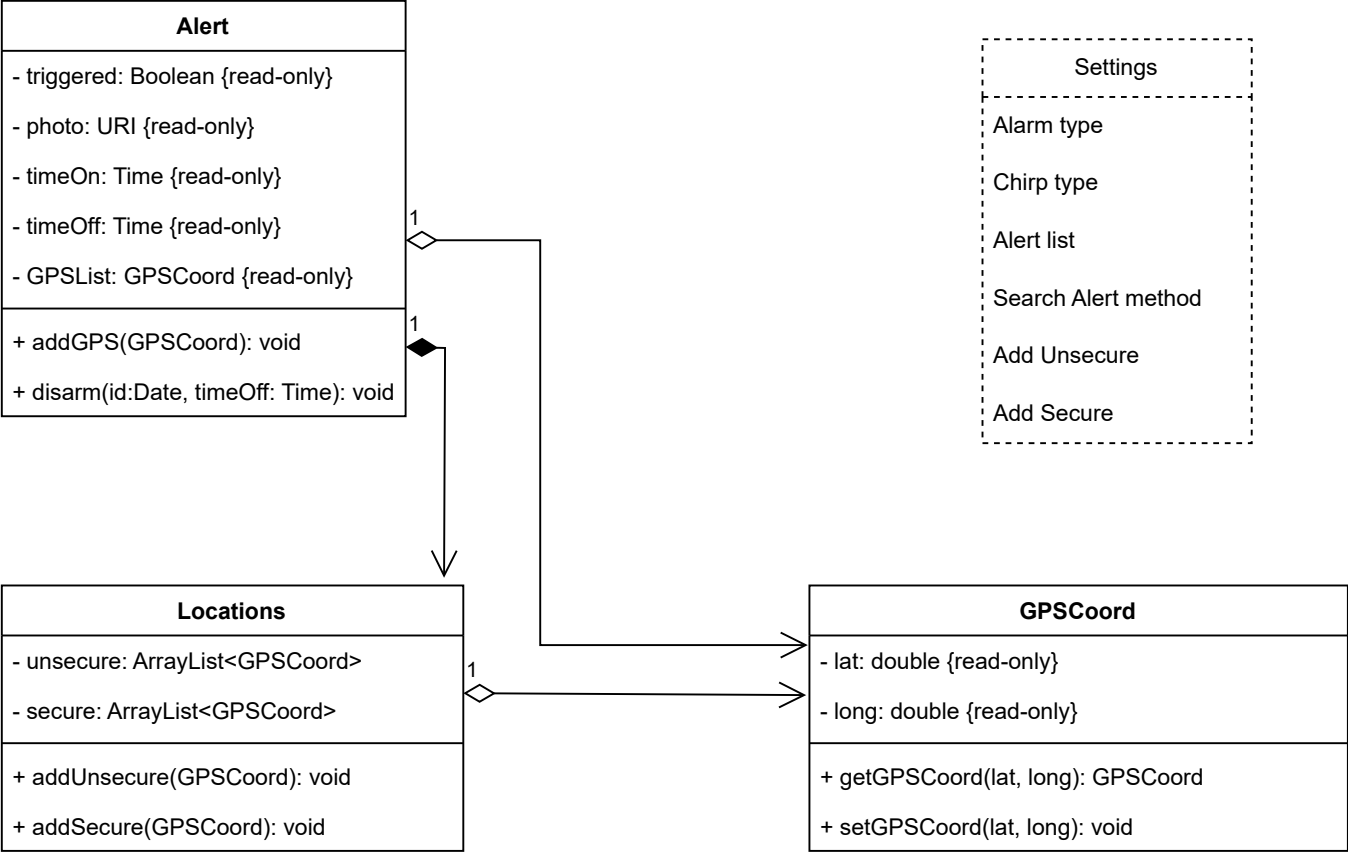 Alert
- triggered: Boolean {read-only}
- photo: URI {read-only}
- timeOn: Time {read-only}
- timeOff: Time {read-only}
- GPSList: GPSCoord {read-only}
+ addGPS(GPSCoord): void
+ disarm(id:Date, timeOff: Time): void
1
1
Settings
Alarm type
Chirp type
Alert list
Search Alert method
Add Unsecure
Add Secure
Locations
- unsecure: ArrayList<GPSCoord>
- secure: ArrayList<GPSCoord>
+ addUnsecure(GPSCoord): void
+ addSecure(GPSCoord): void
1
GPSCoord
- lat: double {read-only}
- long: double {read-only}
+ getGPSCoord(lat, long): GPSCoord
+ setGPSCoord(lat, long): void